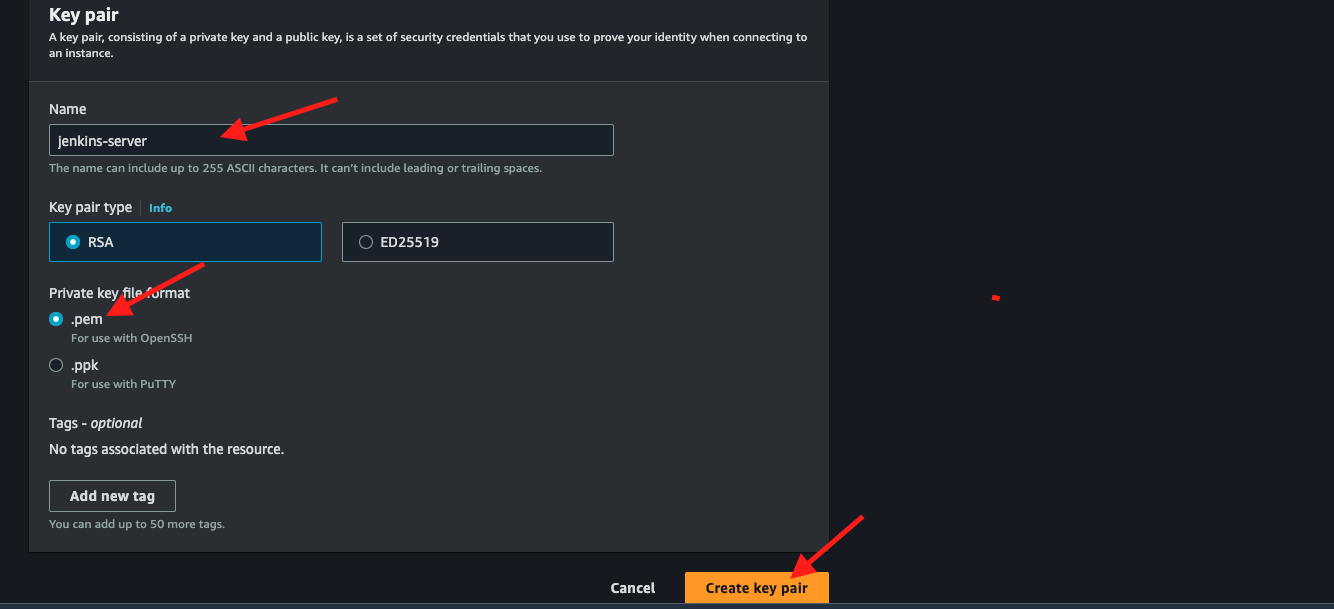 Key pair
A key pair, consisting of a private key and a public key, is a set of security credentials that you use to prove your identity when connecting to
an instance.
Name
jenkins-server
The name can include up to 255 ASCII characters. It can't include leading or trailing spaces.
Key pair type Info
RSA ED25519
Private key file format
.pem
For use with OpenSSH
.ppk
For use with PuTTY
Tags - optional
No tags associated with the resource.
Add new tag
You can add up to 50 more tags.
Cancel Create key pair